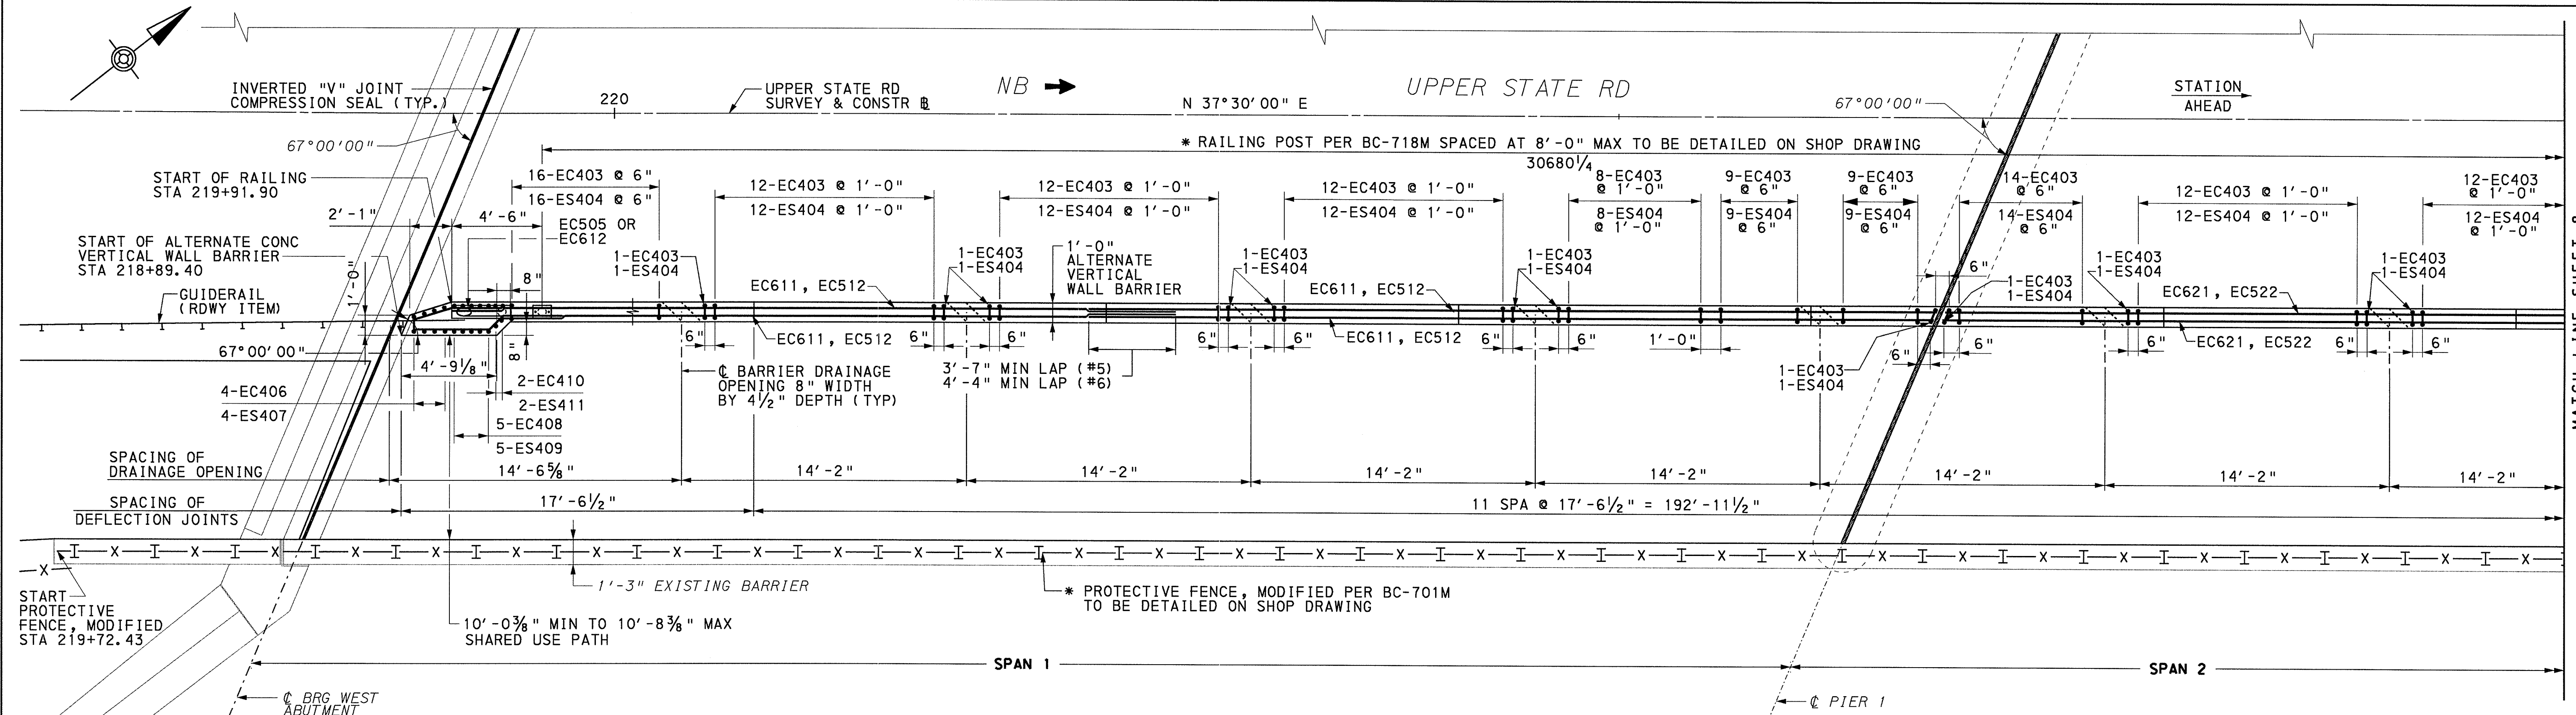 INVERTED "V" JOINT
COMPRESSION SEAL (TYP.)
220
UPPER STATE RD
SURVEY & CONSTR ℄
NB
N 37°30'00" E
UPPER STATE RD
67°00'00"
STATION
AHEAD
67°00'00"
* RAILING POST PER BC-718M SPACED AT 8'-0" MAX TO BE DETAILED ON SHOP DRAWING
30680¼
START OF RAILING
STA 219+91.90
2'-1"
4'-6"
16-EC403 @ 6"
16-ES404 @ 6"
12-EC403 @ 1'-0"
12-ES404 @ 1'-0"
12-EC403 @ 1'-0"
12-ES404 @ 1'-0"
12-EC403 @ 1'-0"
12-ES404 @ 1'-0"
8-EC403
@ 1'-0"
8-ES404
@ 1'-0"
9-EC403
@ 6"
9-ES404
@ 6"
9-EC403
@ 6"
9-ES404
@ 6"
14-EC403
@ 6"
14-ES404
@ 6"
12-EC403 @ 1'-0"
12-ES404 @ 1'-0"
12-EC403
@ 1'-0"
12-ES404
@ 1'-0"
EC505 OR
EC612
START OF ALTERNATE CONC
VERTICAL WALL BARRIER
STA 218+89.40
1'-0"
8"
1-EC403
1-ES404
1-EC403
1-ES404
1'-0"
ALTERNATE
VERTICAL
WALL BARRIER
1-EC403
1-ES404
1-EC403
1-ES404
6"
1-EC403
1-ES404
1-EC403
1-ES404
1-EC403
1-ES404
GUIDERAIL
(RDWY ITEM)
EC611, EC512
EC611, EC512
EC621, EC522
67°00'00"
4'-9⅛"
8"
6"
EC611, EC512
6"
6"
6"
6"
EC611, EC512
6"
6"
1'-0"
6"
6"
6"
EC621, EC522
6"
6"
4-EC406
4-ES407
2-EC410
2-ES411
5-EC408
5-ES409
℄ BARRIER DRAINAGE
OPENING 8" WIDTH
BY 4½" DEPTH (TYP)
3'-7" MIN LAP (#5)
4'-4" MIN LAP (#6)
1-EC403
1-ES404
SPACING OF
DRAINAGE OPENING
14'-6⅝"
14'-2"
14'-2"
14'-2"
14'-2"
14'-2"
14'-2"
14'-2"
SPACING OF
DEFLECTION JOINTS
17'-6½"
11 SPA @ 17'-6½" = 192'-11½"
I X I X I X I X I X I X I X I X I X I X I X I X I X I X I X I X I X I X I X I X I X I X I X I X I X I X I X I X I X I X I X
X
START
PROTECTIVE
FENCE, MODIFIED
STA 219+72.43
1'-3" EXISTING BARRIER
* PROTECTIVE FENCE, MODIFIED PER BC-701M
TO BE DETAILED ON SHOP DRAWING
10'-0⅜" MIN TO 10'-8⅜" MAX
SHARED USE PATH
SPAN 1
SPAN 2
℄ BRG WEST
ABUTMENT
℄ PIER 1